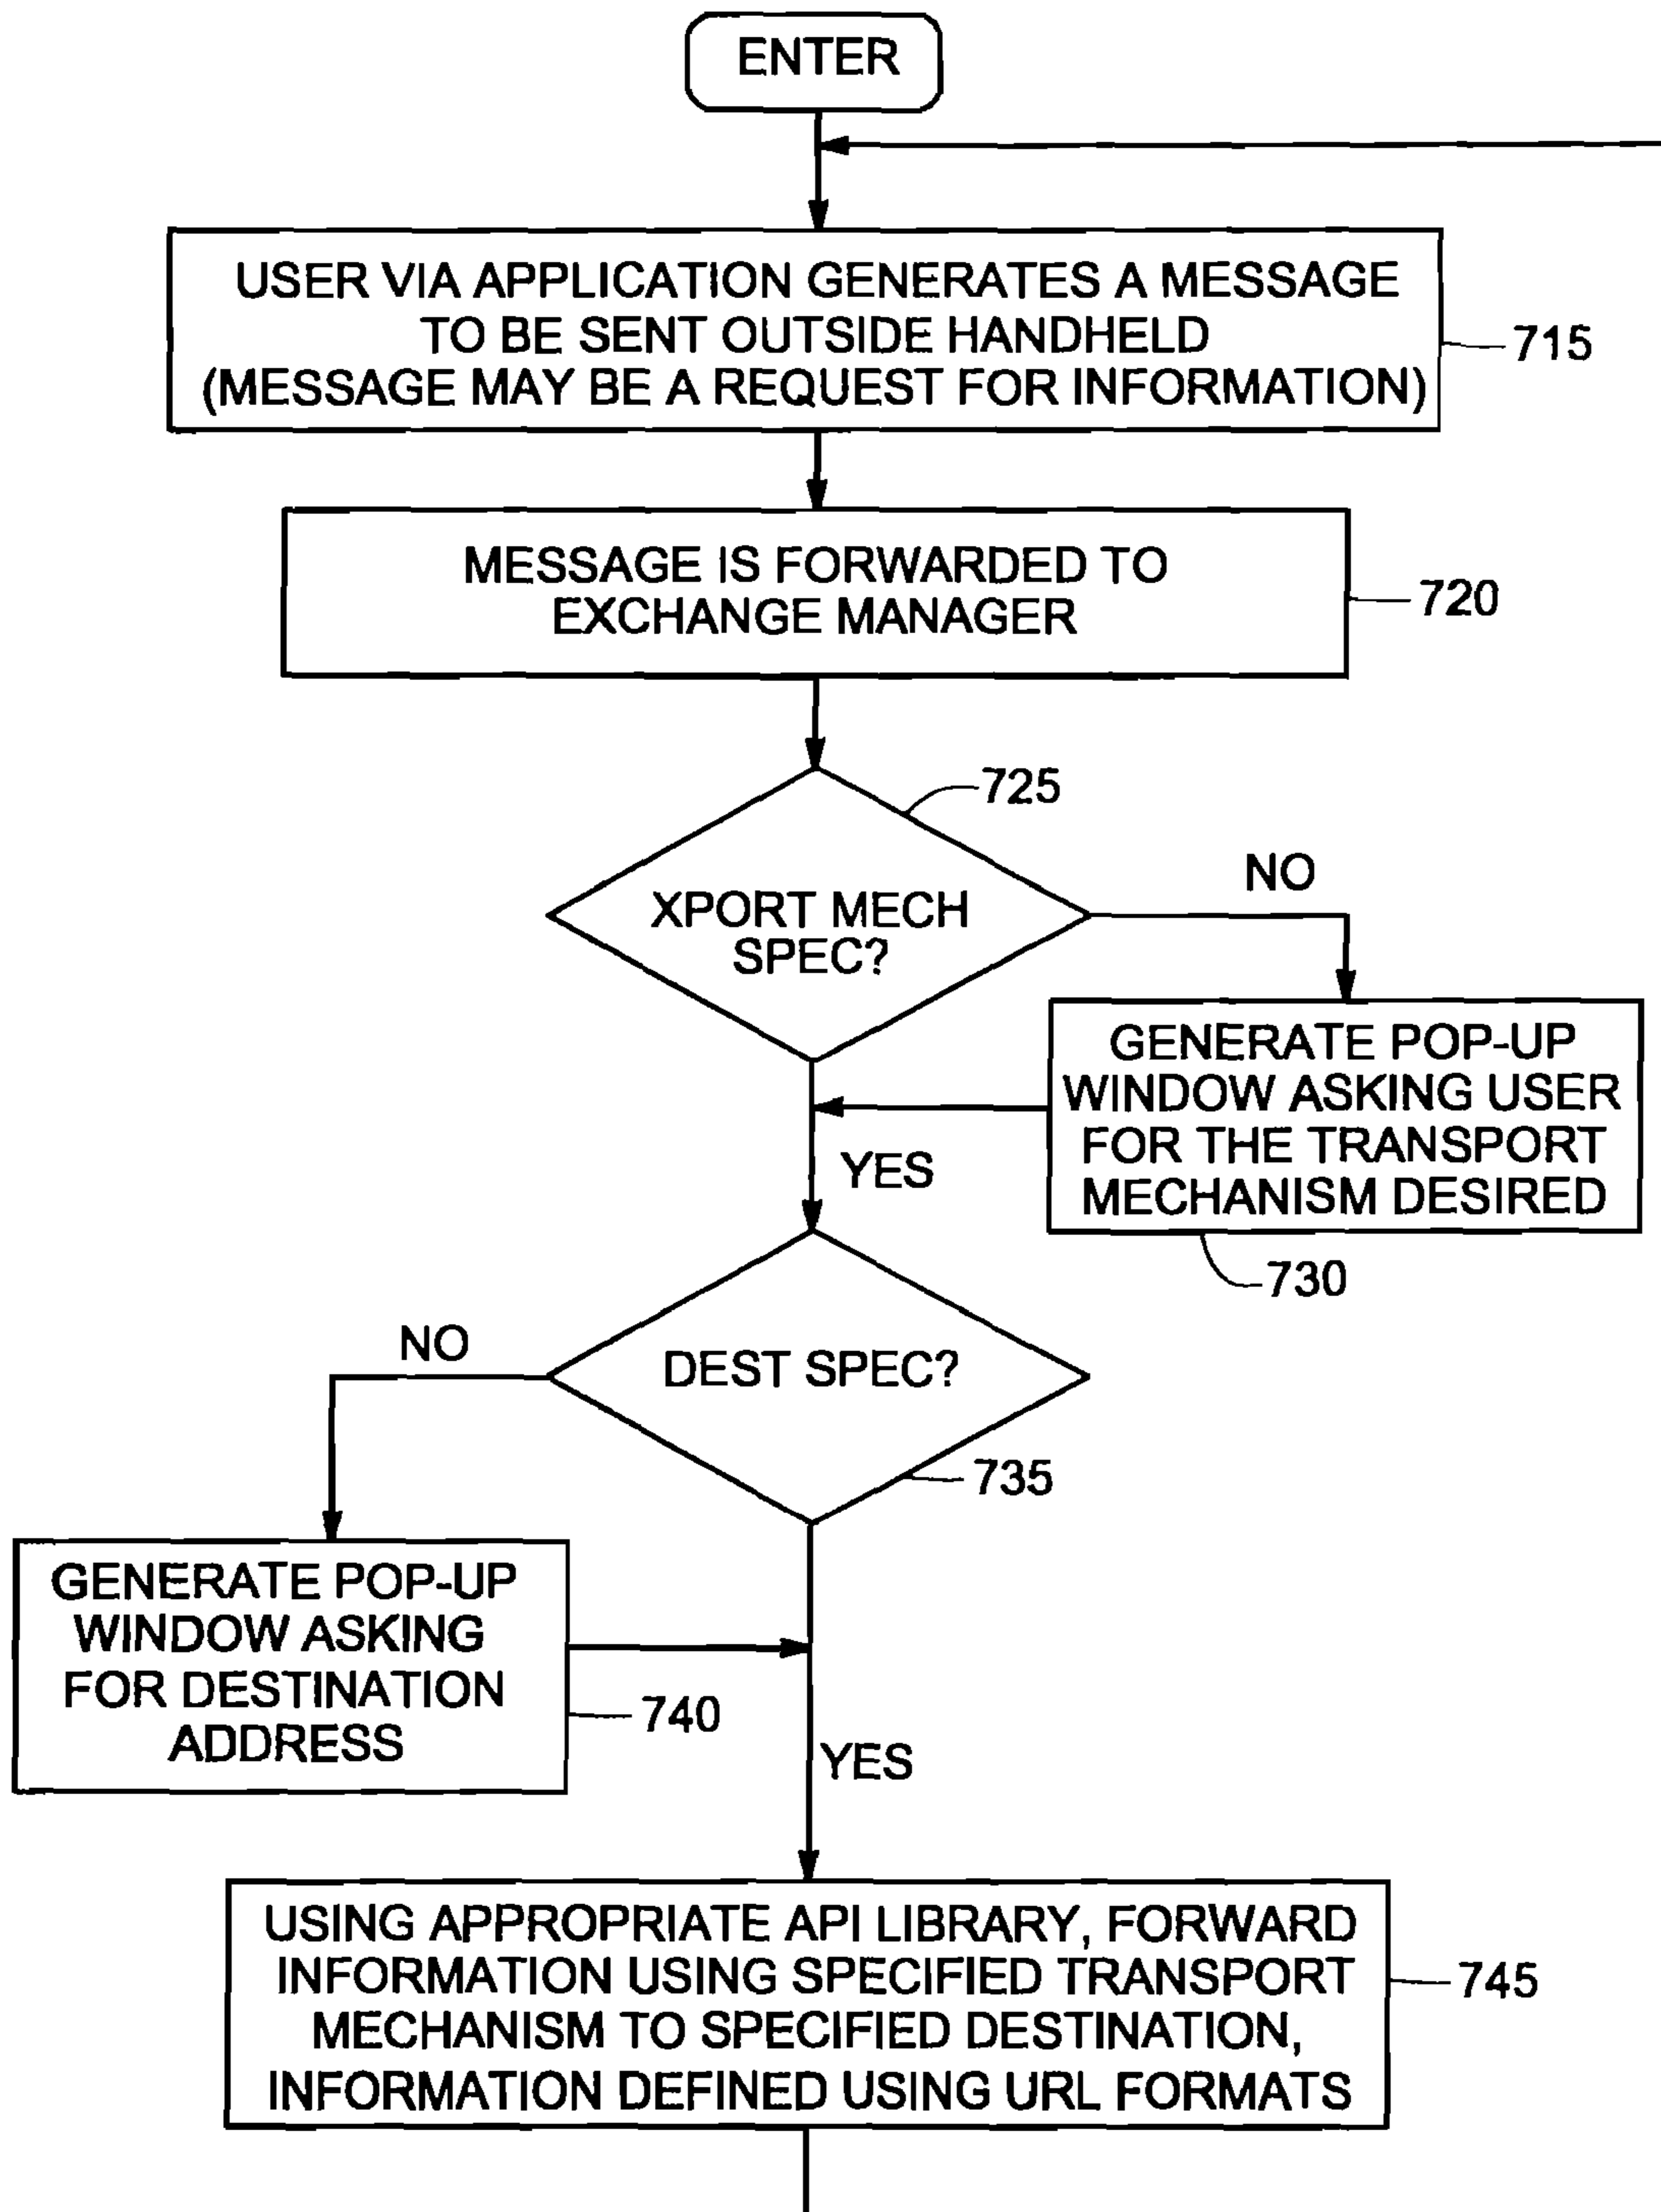 ENTER
USER VIA APPLICATION GENERATES A MESSAGE
TO BE SENT OUTSIDE HANDHELD
(MESSAGE MAY BE A REQUEST FOR INFORMATION)
715
MESSAGE IS FORWARDED TO
EXCHANGE MANAGER
720
725
XPORT MECH
SPEC?
NO
GENERATE POP-UP
WINDOW ASKING USER
FOR THE TRANSPORT
MECHANISM DESIRED
730
YES
DEST SPEC?
735
NO
GENERATE POP-UP
WINDOW ASKING
FOR DESTINATION
ADDRESS
740
YES
USING APPROPRIATE API LIBRARY, FORWARD
INFORMATION USING SPECIFIED TRANSPORT
MECHANISM TO SPECIFIED DESTINATION,
INFORMATION DEFINED USING URL FORMATS
745